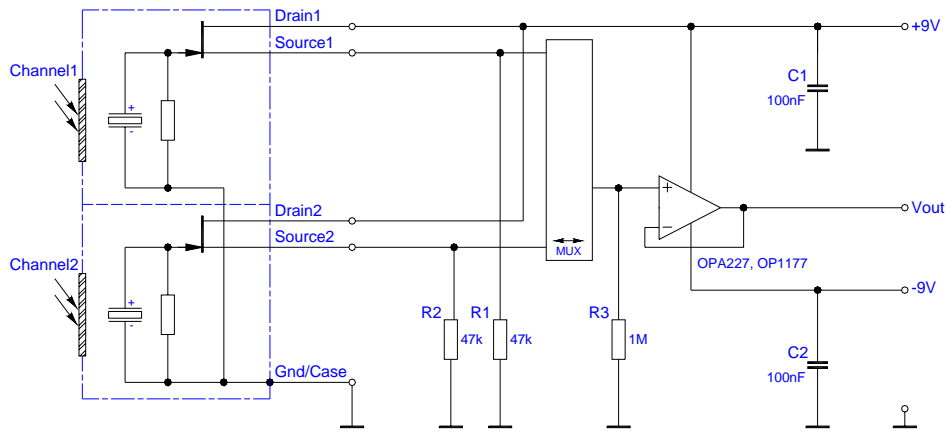 Drain1
+9V
Source1
Channel1
C1
100nF
+
-
+
Vout
-
MUX
OPA227, OP1177
Drain2
Source2
Channel2
-9V
+
-
R2
47k
R1
47k
R3
1M
C2
100nF
Gnd/Case